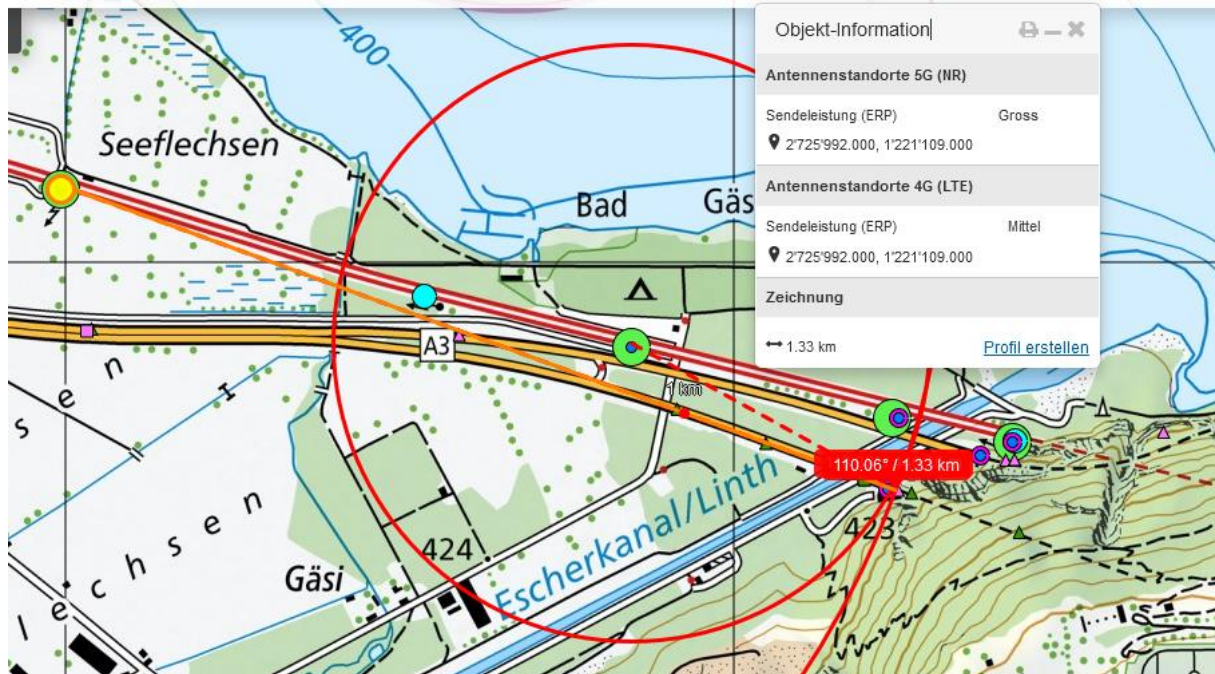 Objekt-Information
Antennenstandorte 5G (NR)
Sendeleistung (ERP) Gross
2'725'992.000, 1'221'109.000
Antennenstandorte 4G (LTE)
Sendeleistung (ERP) Mittel
2'725'992.000, 1'221'109.000
Zeichnung
1.33 km Profil erstellen
400
Seeflechsen
Bad Gäs
A3
1 km
110.06° / 1.33 km
423
424
Gäsi
Escherkanal/Linth
s e n
l e c h s e n